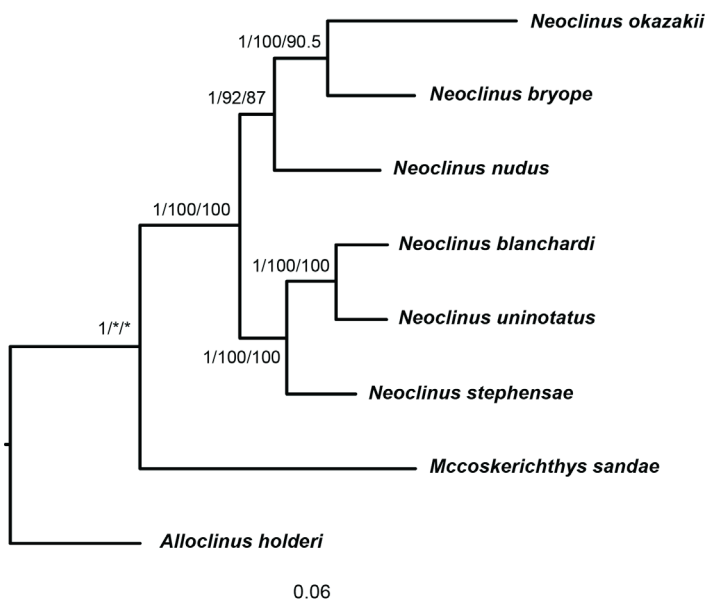 Neoclinus okazakii
1/100/90.5
Neoclinus bryope
1/92/87
Neoclinus nudus
1/100/100
Neoclinus blanchardi
1/100/100
Neoclinus uninotatus
1/*/*
1/100/100
Neoclinus stephensae
Mccoskerichthys sandae
Alloclinus holderi
0.06